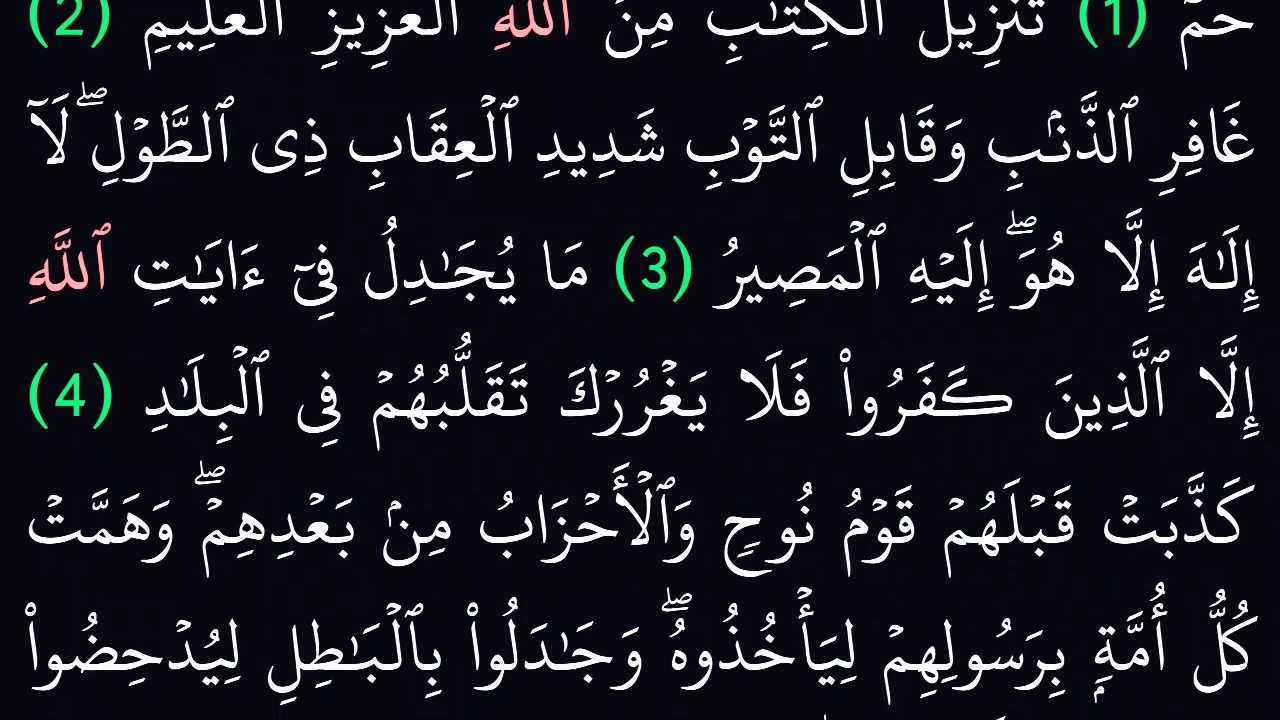 حمٓ (1) تَنزِيلُ ٱلْكِتَـٰبِ مِنَ ٱللَّهِ ٱلْعَزِيزِ ٱلْعَلِيمِ (2)
غَافِرِ ٱلذَّنۢبِ وَقَابِلِ ٱلتَّوْبِ شَدِيدِ ٱلْعِقَابِ ذِى ٱلطَّوْلِ ۖ لَآ
إِلَـٰهَ إِلَّا هُوَ ۖ إِلَيْهِ ٱلْمَصِيرُ (3) مَا يُجَـٰدِلُ فِىٓ ءَايَـٰتِ ٱللَّهِ
إِلَّا ٱلَّذِينَ كَفَرُوا۟ فَلَا يَغْرُرْكَ تَقَلُّبُهُمْ فِى ٱلْبِلَـٰدِ (4)
كَذَّبَتْ قَبْلَهُمْ قَوْمُ نُوحٍ وَٱلْأَحْزَابُ مِنۢ بَعْدِهِمْ ۖ وَهَمَّتْ
كُلُّ أُمَّةٍۭ بِرَسُولِهِمْ لِيَأْخُذُوهُ ۖ وَجَـٰدَلُوا۟ بِٱلْبَـٰطِلِ لِيُدْحِضُوا۟